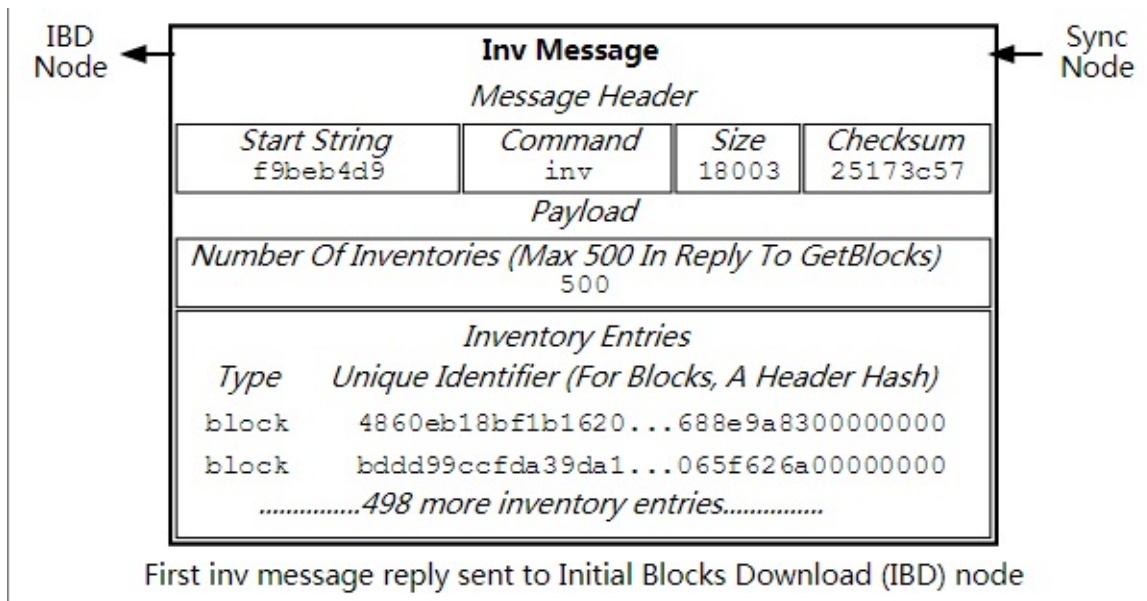 IBD
Node
Inv Message
Sync
Node
Message Header
Start String
f9beb4d9
Command
inv
Size
18003
Checksum
25173c57
Payload
Number Of Inventories (Max 500 In Reply To GetBlocks)
500
Inventory Entries
Type Unique Identifier (For Blocks, A Header Hash)
block 4860eb18bf1b1620...688e9a8300000000
block bddd99ccfda39da1...065f626a00000000
...............498 more inventory entries...............
First inv message reply sent to Initial Blocks Download (IBD) node